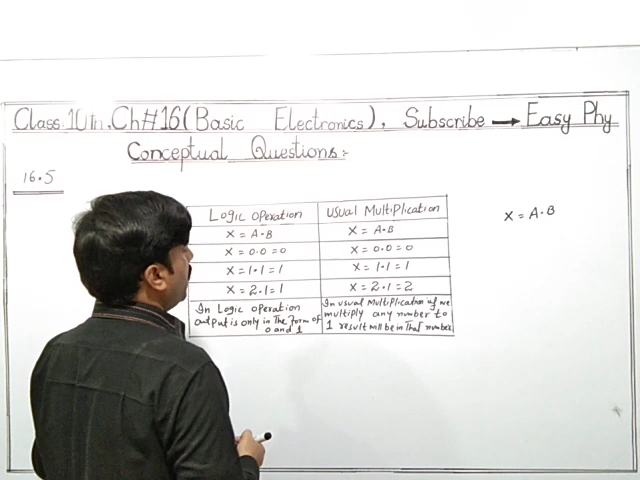 Class:10th, Ch#16(Basic Electronics), Subscribe → Easy Phy
Conceptual Questions:-
16.5
Logic Operation
Usual Multiplication
X = A·B
X = A·B
X = 0.0 = 0
X = 0.0 = 0
X = 1·1 = 1
X = 1·1 = 1
X = 2.1 = 1
X = 2·1 = 2
In Logic operation
output is only in The form of
0 and 1
In usual Multiplication if we
multiply any number to
1 result will be in That number
X = A·B